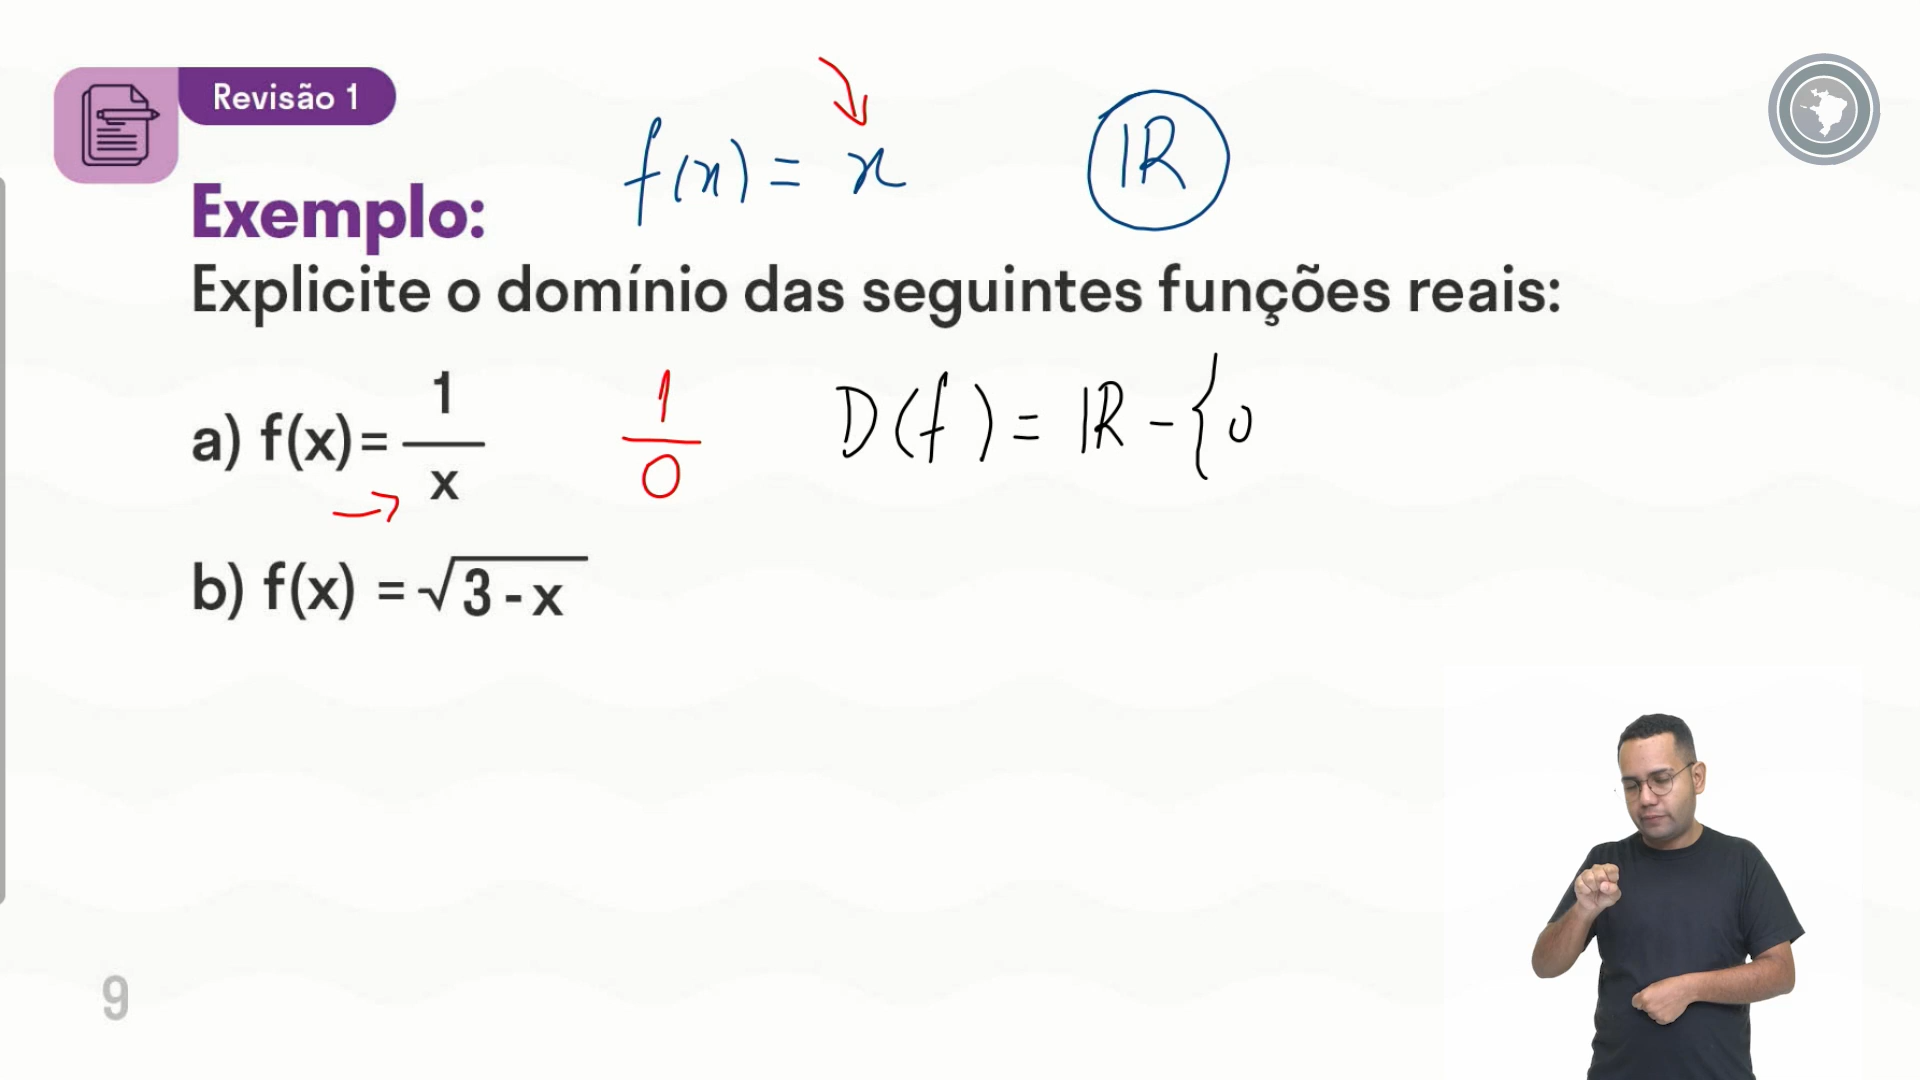 Revisão 1
f(x) = x
IR
Exemplo:
Explicite o domínio das seguintes funções reais:
a) f(x) = 1/x
1/0
D(f) = IR - {0
b) f(x) = √3 - x
9